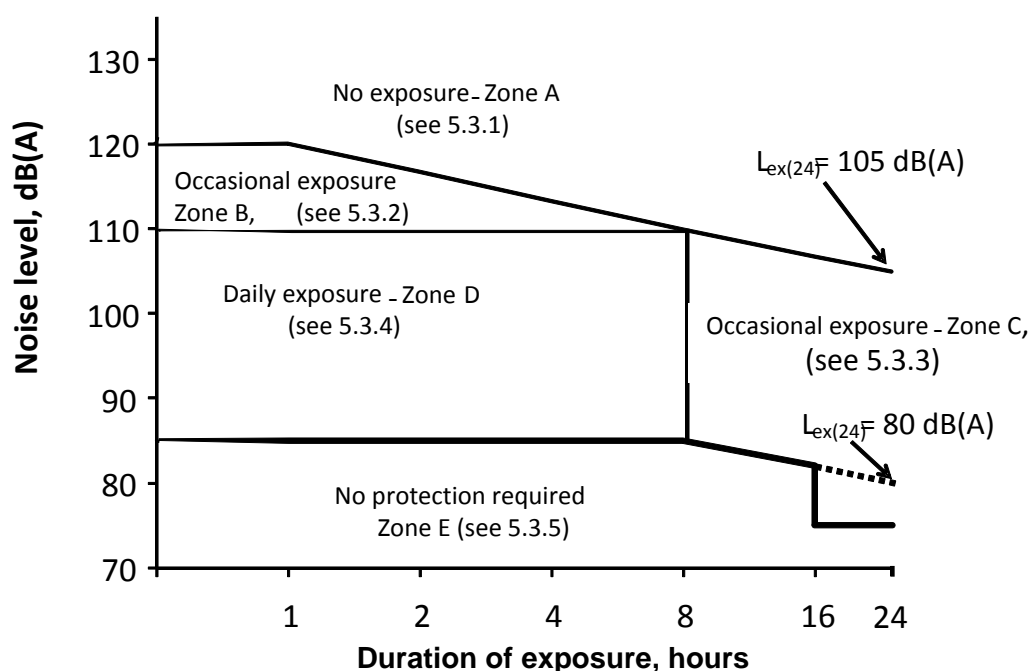 Noise level, dB(A)
130
120
110
100
90
80
70
No exposure - Zone A
(see 5.3.1)
Occasional exposure
Zone B, (see 5.3.2)
Daily exposure - Zone D
(see 5.3.4)
Lex(24)= 105 dB(A)
Occasional exposure - Zone C,
(see 5.3.3)
Lex(24)= 80 dB(A)
No protection required
Zone E (see 5.3.5)
1 2 4 8 16 24
Duration of exposure, hours